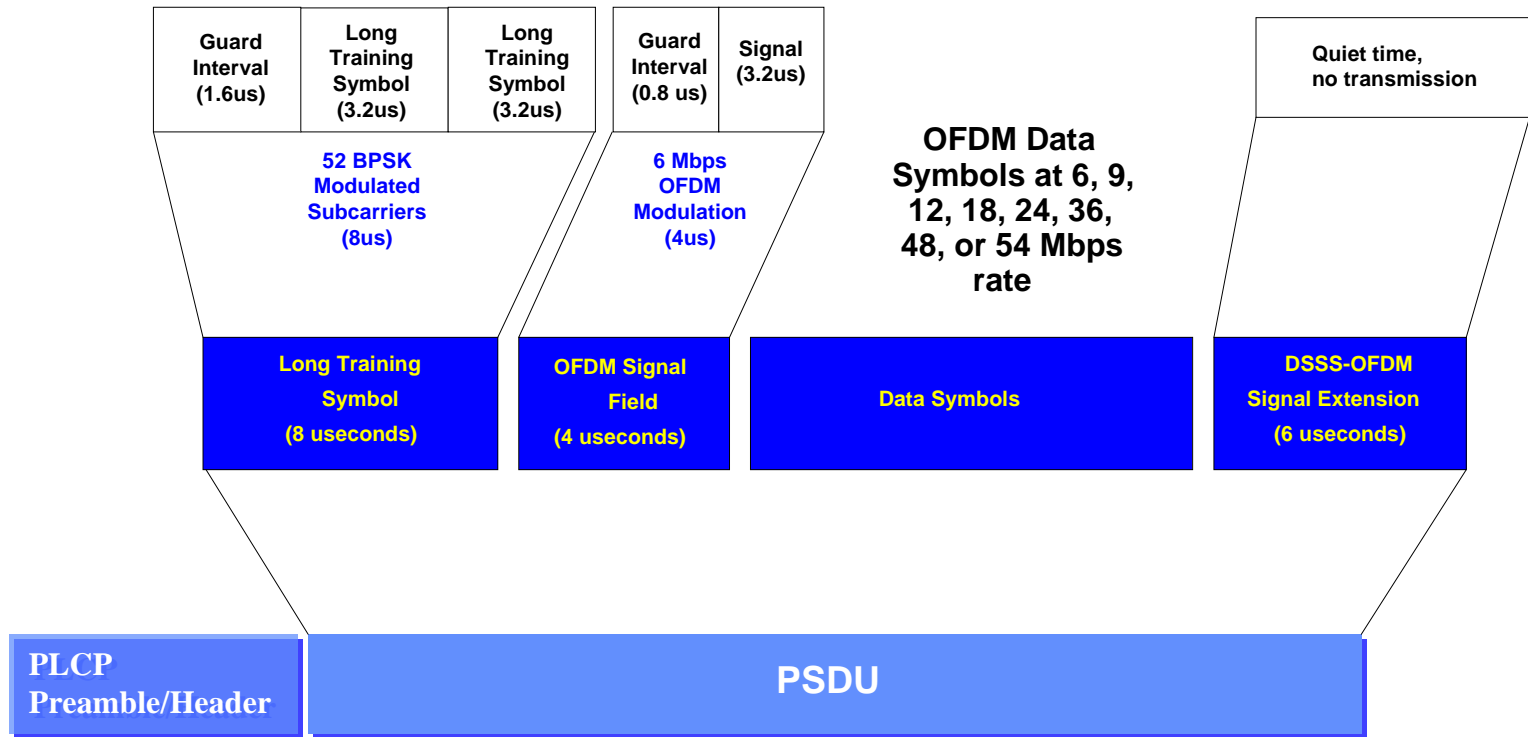 Guard
Interval
(1.6us)
Long
Training
Symbol
(3.2us)
Long
Training
Symbol
(3.2us)
Guard
Interval
(0.8 us)
Signal
(3.2us)
Quiet time,
no transmission
52 BPSK
Modulated
Subcarriers
(8us)
6 Mbps
OFDM
Modulation
(4us)
OFDM Data
Symbols at 6, 9,
12, 18, 24, 36,
48, or 54 Mbps
rate
Long Training
Symbol
(8 useconds)
OFDM Signal
Field
(4 useconds)
Data Symbols
DSSS-OFDM
Signal Extension
(6 useconds)
PLCP
Preamble/Header
PSDU